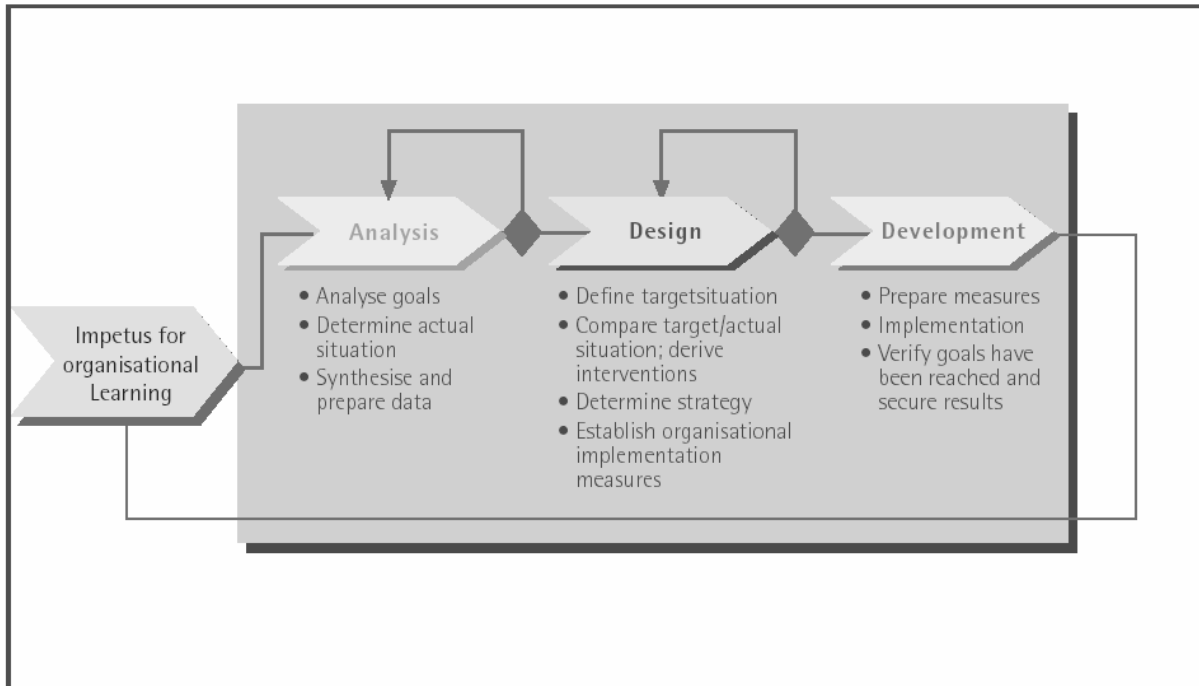 Impetus for
organisational
Learning
Analysis
• Analyse goals
• Determine actual
situation
• Synthesise and
prepare data
Design
• Define targetsituation
• Compare target/actual
situation; derive
interventions
• Determine strategy
• Establish organisational
implementation
measures
Development
• Prepare measures
• Implementation
• Verify goals have
been reached and
secure results